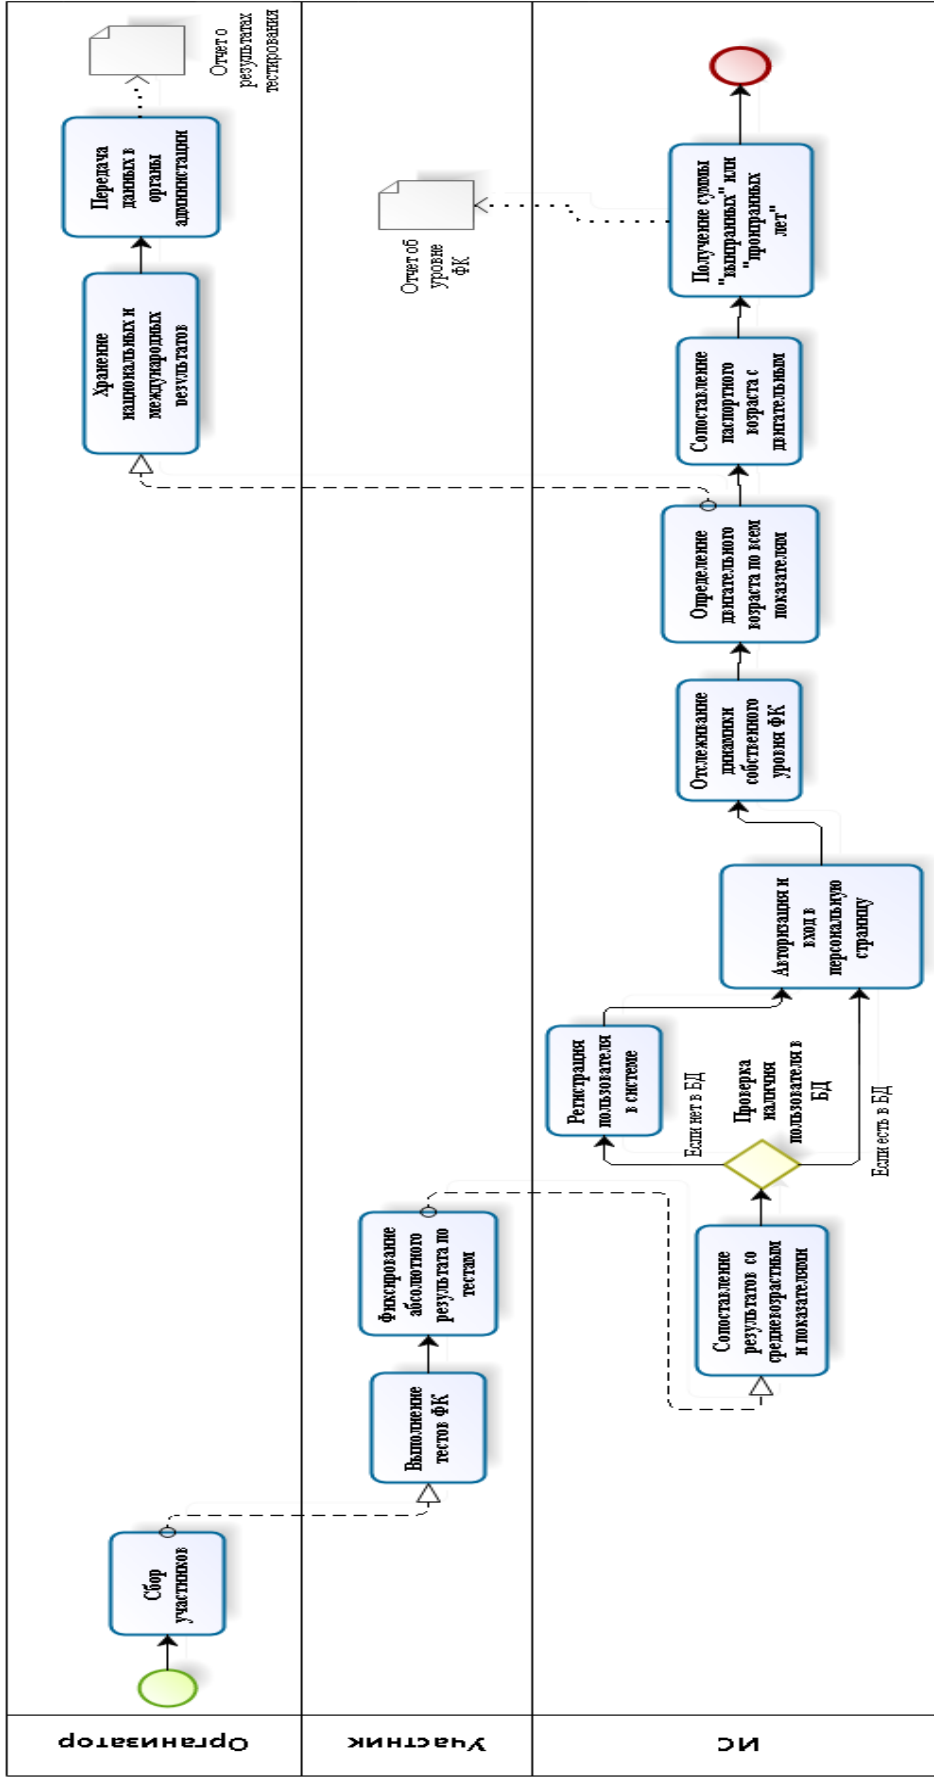 Организатор
Сбор
участников
Хранение
национальных и
международных
результатов
Передача
данных в
органы
администации
Отчет о
результатах
тестирования
Участник
Выполнение
тестов ФК
Фиксирование
абсолютного
результата по
тестам
Отчет об
уровне
ФК
ИС
Сопоставление
результатов со
средневозрастным
и показателями
Проверка
наличия
пользователя в
БД
Если нет в БД
Если есть в БД
Регистрация
пользователя
в системе
Авторизация и
вход в
персональную
страницу
Отслеживание
динамики
собственного
уровня ФК
Определение
двигательного
возраста по всем
показателям
Сопоставление
паспортного
возраста с
двигательным
Получение суммы
"выигранных" или
"проигранных
лет"